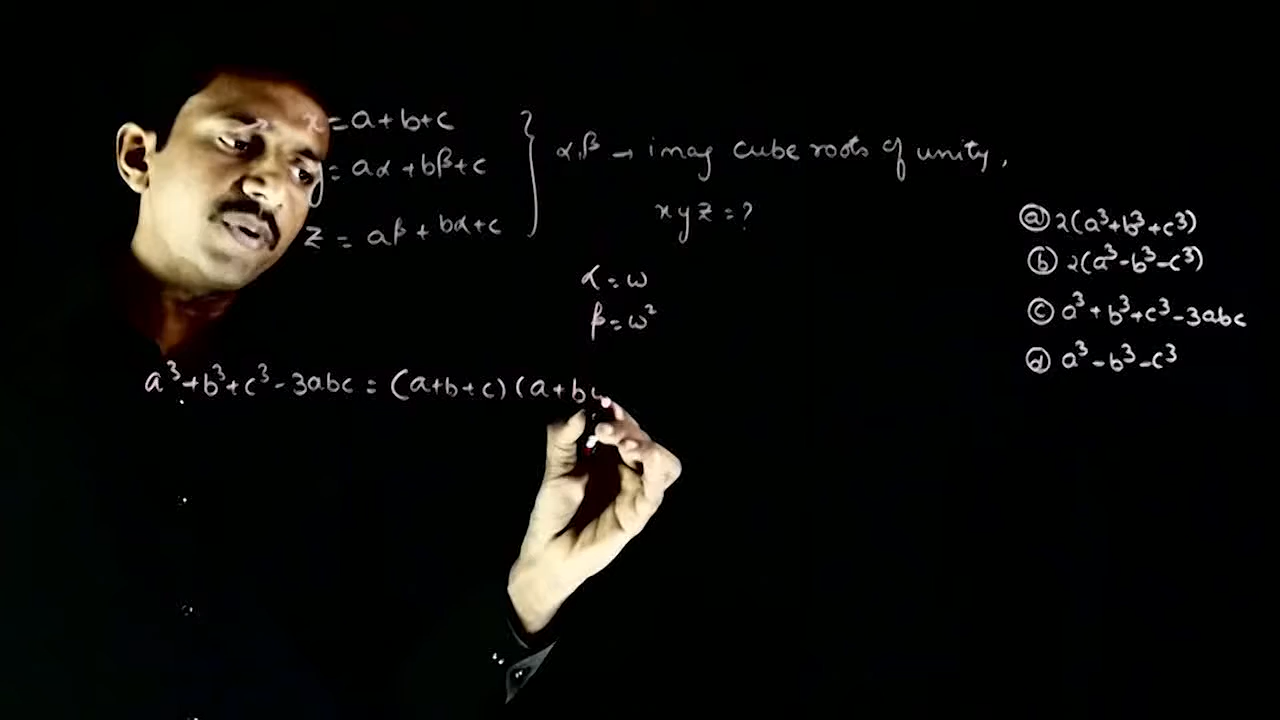 x = a+b+c
y = aα + bβ + c
z = aβ + bα + c
α, β → imag cube roots of unity,
xyz = ?
ⓐ 2(a³+b³+c³)
ⓑ 2(a³-b³-c³)
ⓒ a³+b³+c³-3abc
ⓓ a³-b³-c³
α = ω
β = ω²
a³+b³+c³-3abc = (a+b+c)(a+b